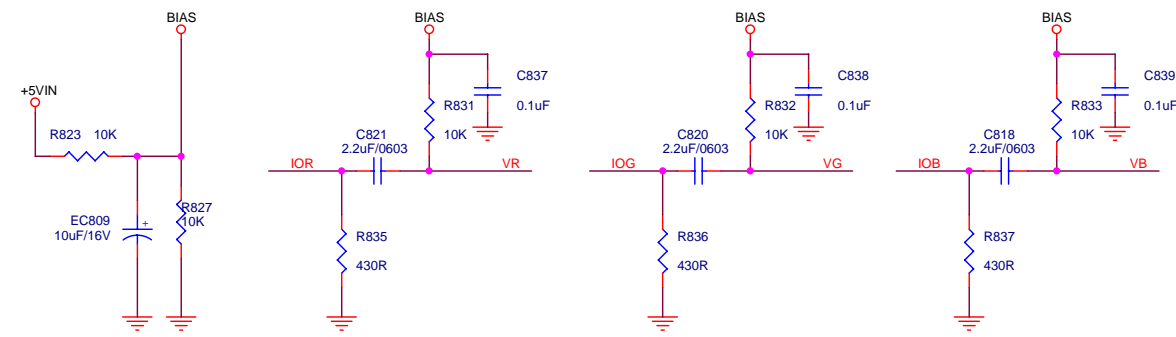 BIAS
+5VIN
R823 10K
EC809
10uF/16V
R827
10K
BIAS
C837
0.1uF
R831
10K
C821
2.2uF/0603
IOR
VR
R835
430R
BIAS
C838
0.1uF
R832
10K
C820
2.2uF/0603
IOG
VG
R836
430R
BIAS
C839
0.1uF
R833
10K
C818
2.2uF/0603
IOB
VB
R837
430R